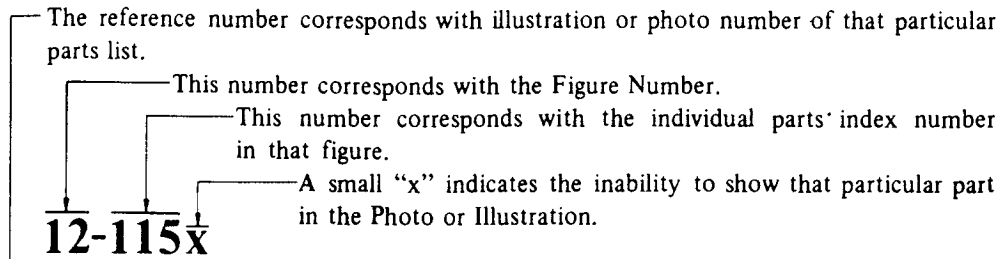 The reference number corresponds with illustration or photo number of that particular
parts list.
This number corresponds with the Figure Number.
This number corresponds with the individual parts' index number
in that figure.
A small “x” indicates the inability to show that particular part
in the Photo or Illustration.
12-115x